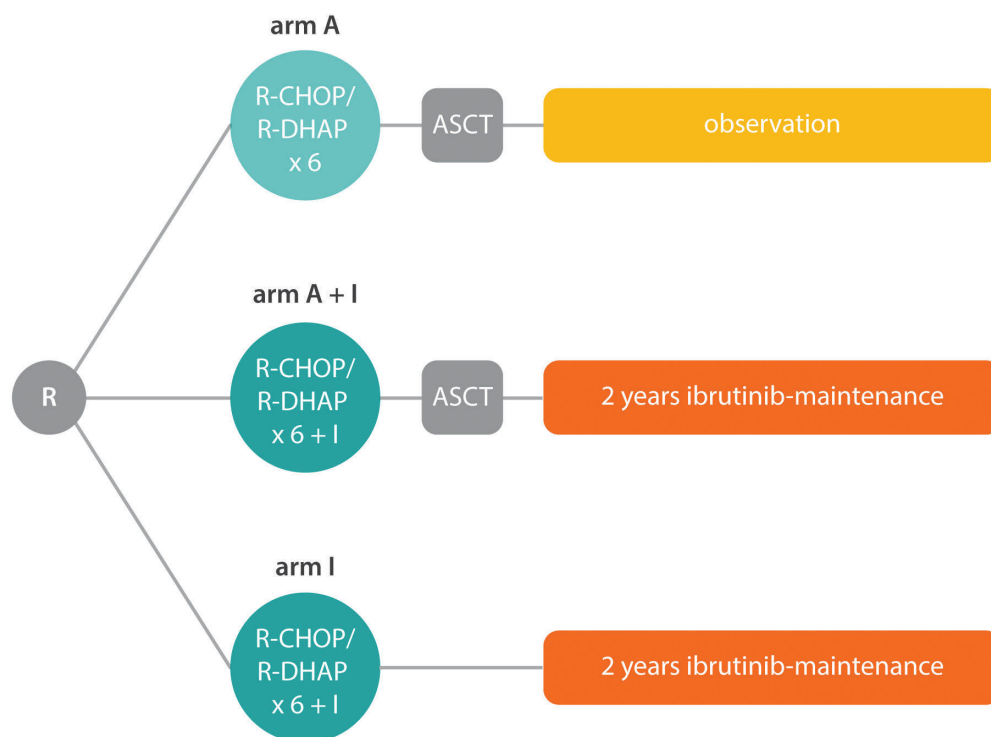 arm A
R-CHOP/
R-DHAP
x 6
ASCT
observation
arm A + I
R
R-CHOP/
R-DHAP
x 6 + I
ASCT
2 years ibrutinib-maintenance
arm I
R-CHOP/
R-DHAP
x 6 + I
2 years ibrutinib-maintenance